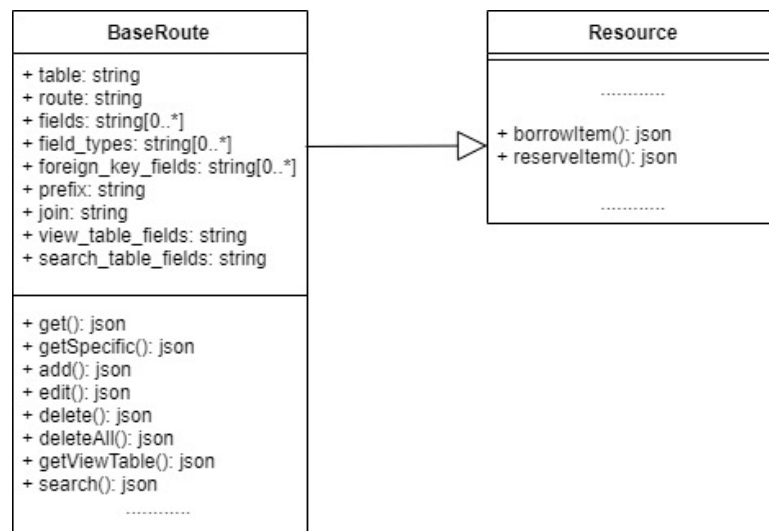 BaseRoute
+ table: string
+ route: string
+ fields: string[0..*]
+ field_types: string[0..*]
+ foreign_key_fields: string[0..*]
+ prefix: string
+ join: string
+ view_table_fields: string
+ search_table_fields: string
+ get(): json
+ getSpecific(): json
+ add(): json
+ edit(): json
+ delete(): json
+ deleteAll(): json
+ getViewTable(): json
+ search(): json
............
Resource
............
+ borrowItem(): json
+ reserveItem(): json
............